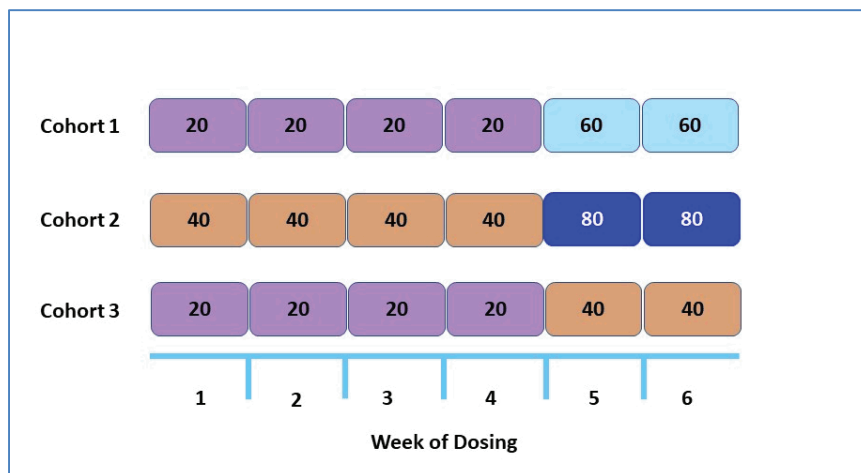 Cohort 1 20 20 20 20 60 60
Cohort 2 40 40 40 40 80 80
Cohort 3 20 20 20 20 40 40
1 2 3 4 5 6
Week of Dosing